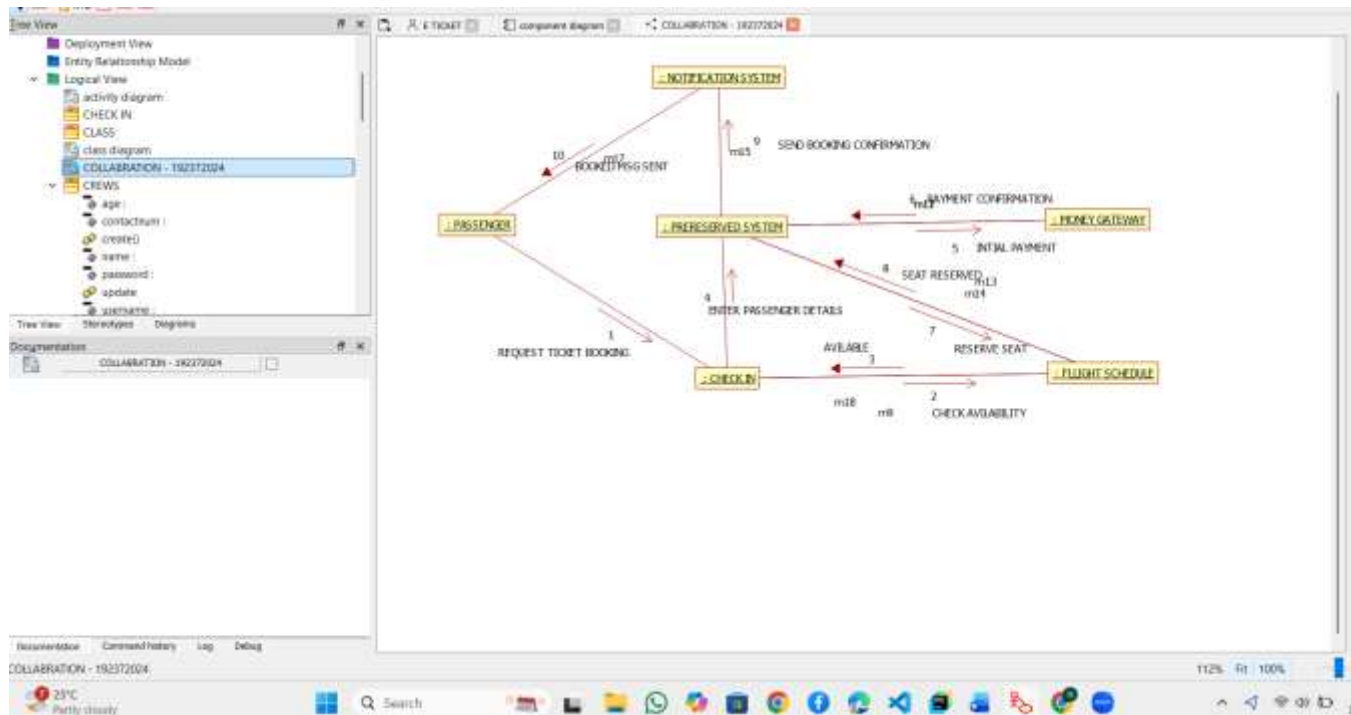 Tree View
Deployment View
Entity Relationship Model
Logical View
activity diagram
CHECK IN
CLASS
class diagram
COLLABRATION - 192372024
CREWS
age :
contactnum :
create()
name :
password :
update
username :
Tree View Stereotypes Diagrams
Documentation
COLLABRATION - 192372024
Documentation Command history Log Debug
COLLABRATION - 192372024
E TICKET component diagram COLLABRATION - 192372024
: NOTIFICATION SYSTEM
9 SEND BOOKING CONFIRMATION
m15
10 m17
BOOKED MSG SENT
: PASSENGER
: PRERESERVED SYSTEM
6 PAYMENT CONFIRMATION
: MONEY GATEWAY
5 INTIAL PAYMENT
8 SEAT RESERVED
m13
m14
4
ENTER PASSENGER DETAILS
1
REQUEST TICKET BOOKING
7
RESERVE SEAT
AVILABLE
3
: CHECK IN
: FLLIGHT SCHEDULE
2
m18 m8 CHECK AVILABILITY
112% Fit 100%
25°C
Partly cloudy
Search